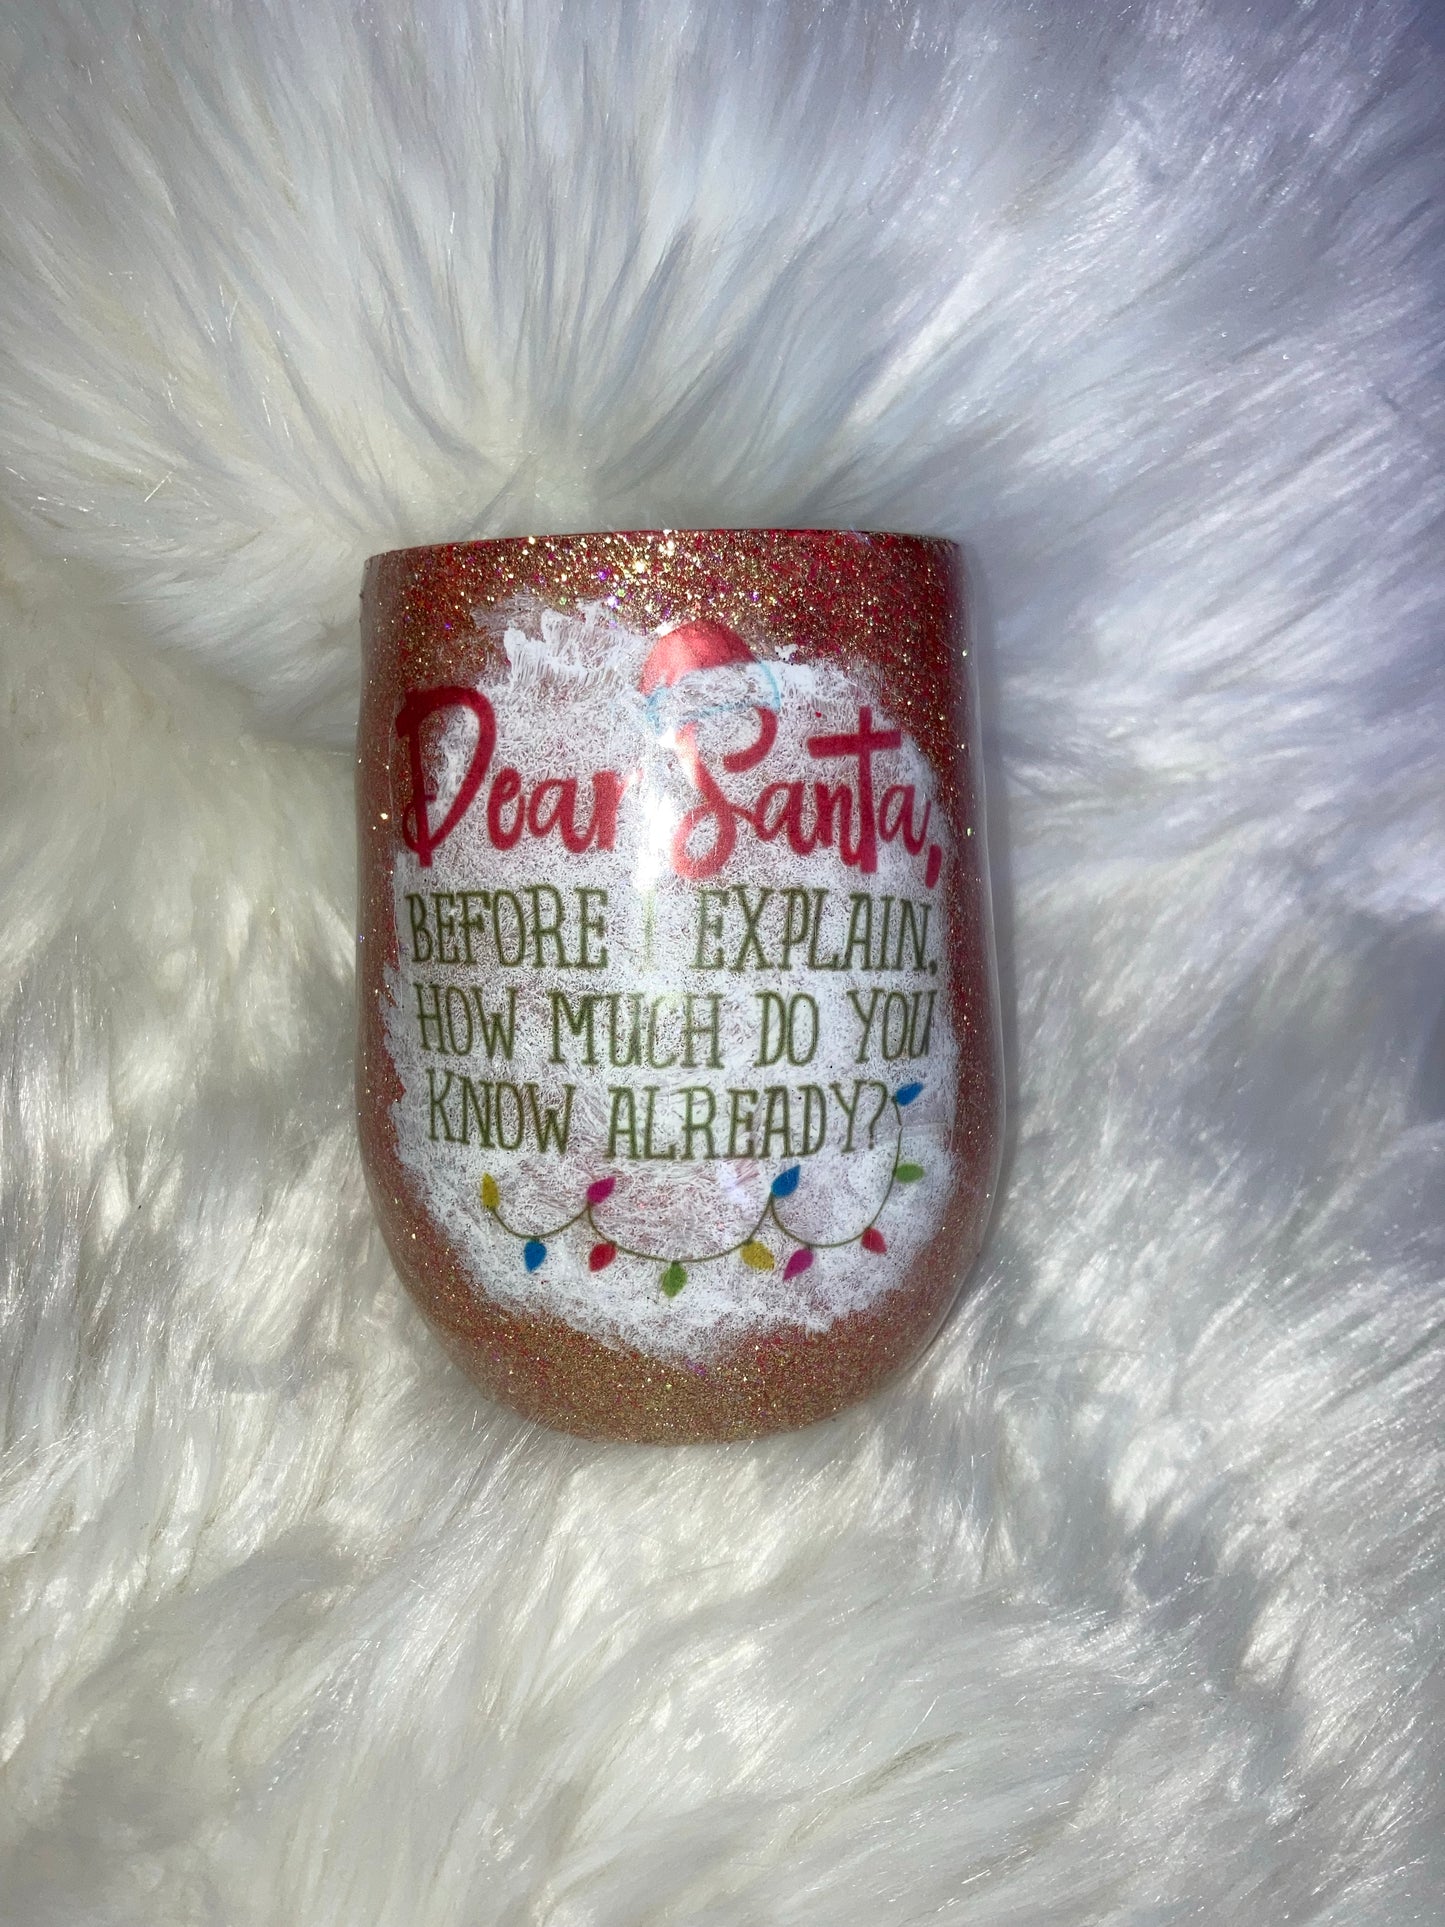 Dear Santa,
BEFORE I EXPLAIN,
HOW MUCH DO YOU
KNOW ALREADY?